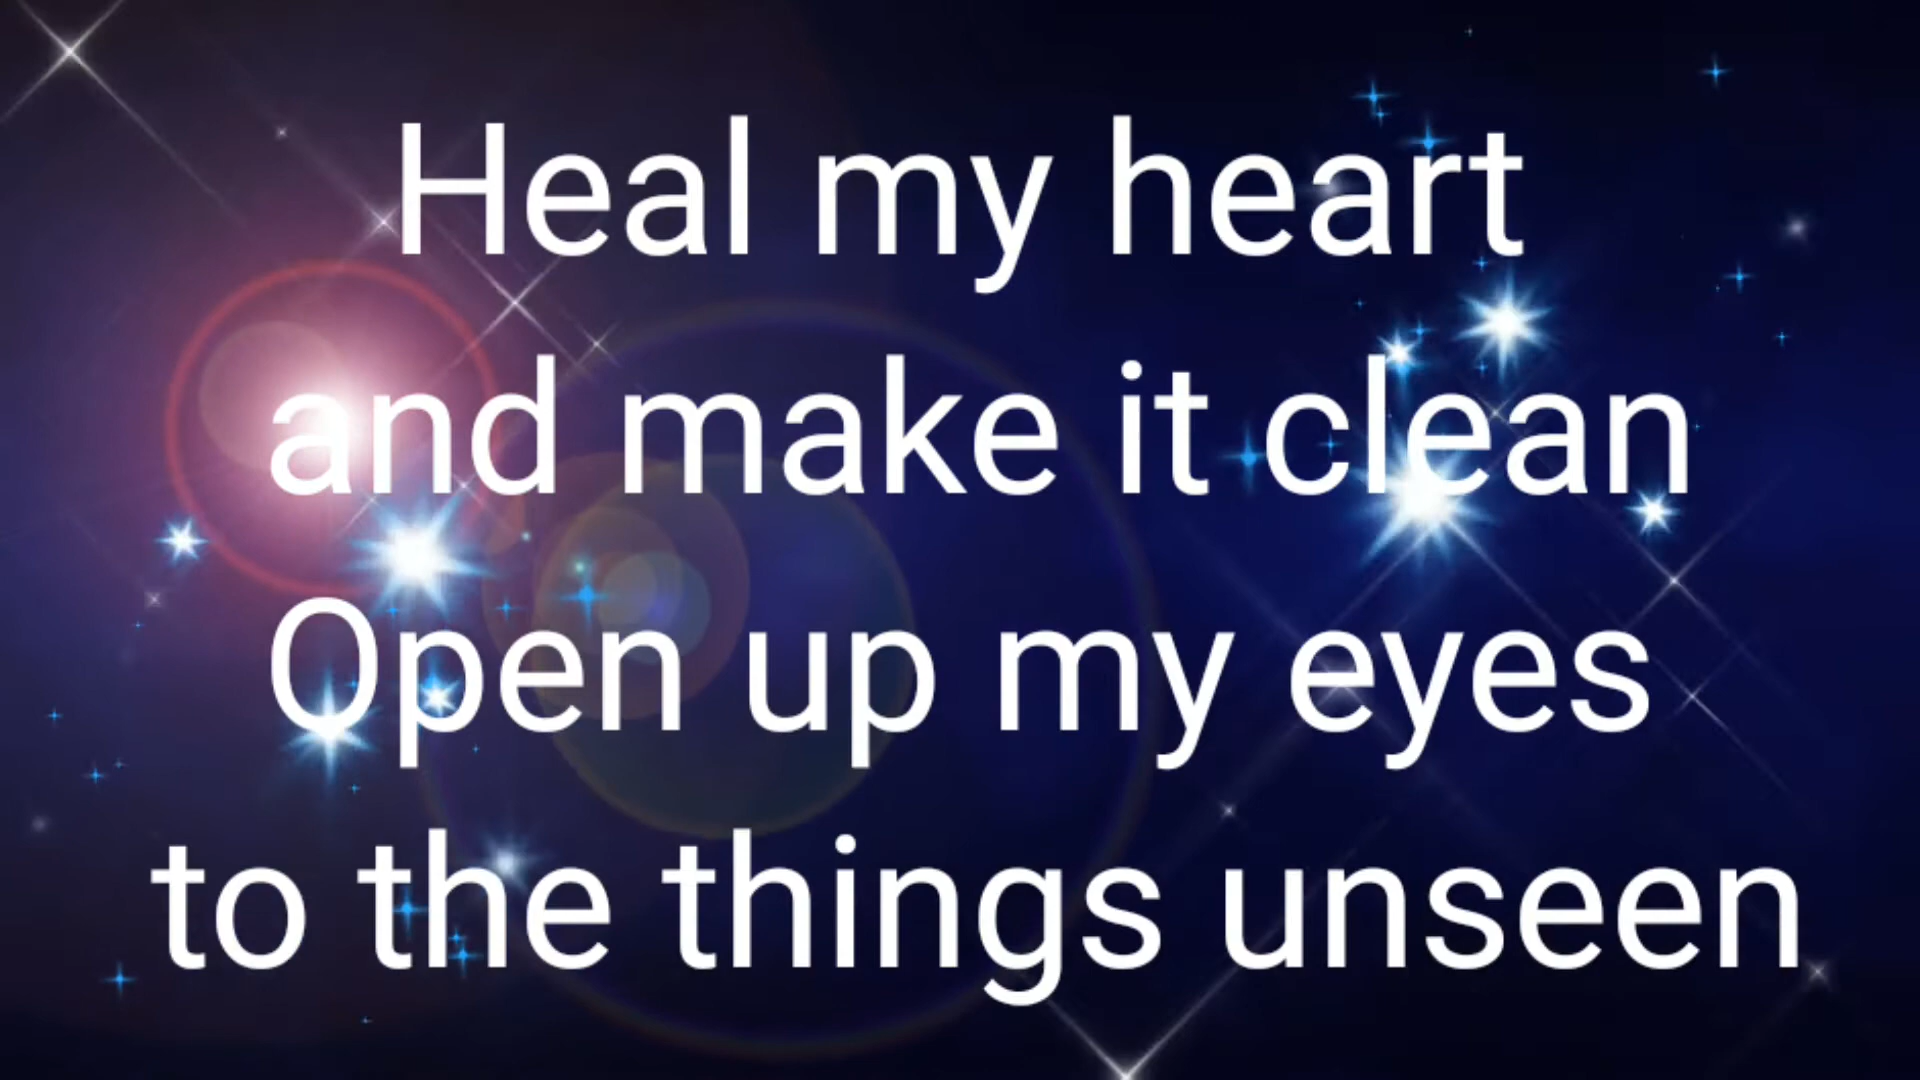 Heal my heart
and make it clean
Open up my eyes
to the things unseen